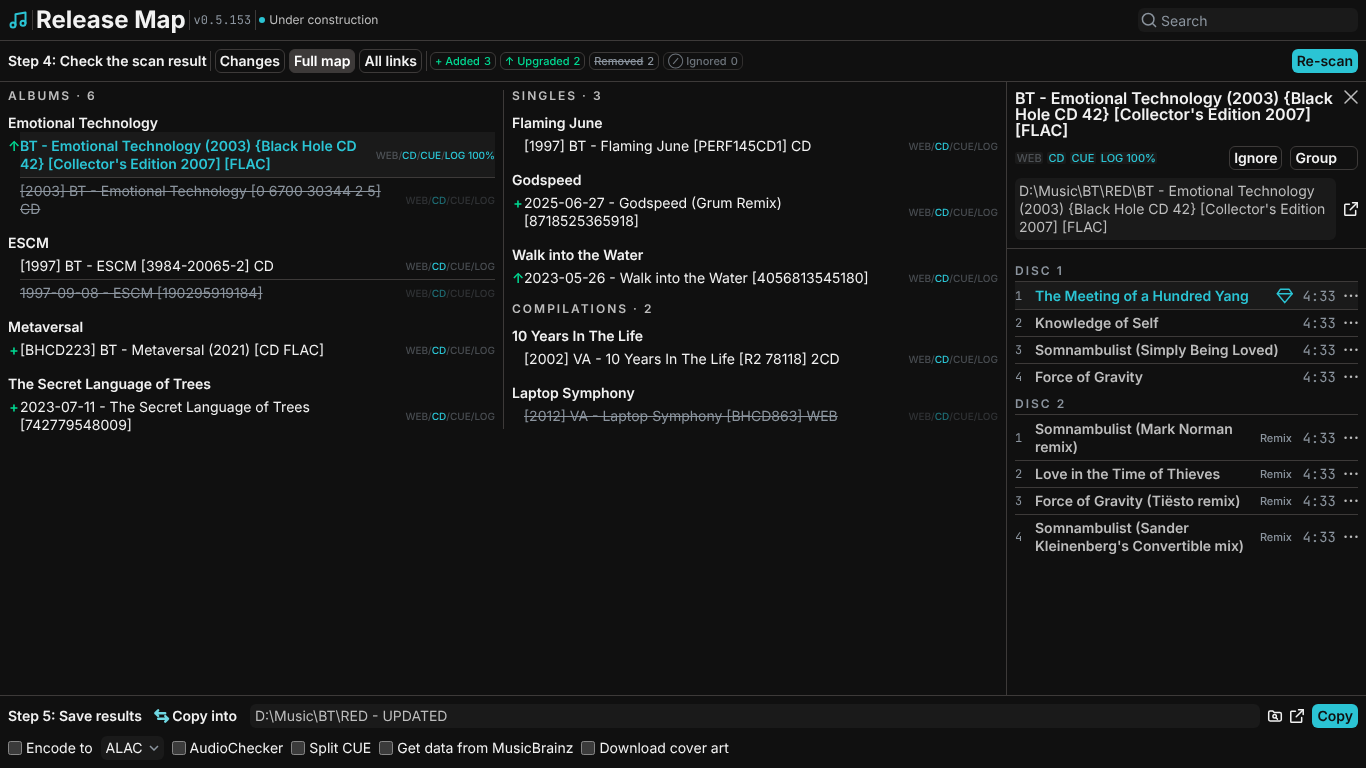 Release Map v0.5.153 Under construction
Search
Step 4: Check the scan result Changes Full map All links + Added 3 Upgraded 2 Removed 2 Ignored 0
Re-scan
ALBUMS · 6
Emotional Technology
BT - Emotional Technology (2003) {Black Hole CD
42} [Collector's Edition 2007] [FLAC]
WEB/CD/CUE/LOG 100%
[2003] BT - Emotional Technology [0 6700 30344 2 5]
CD
WEB/CD/CUE/LOG
ESCM
[1997] BT - ESCM [3984-20065-2] CD WEB/CD/CUE/LOG
1997-09-08 - ESCM [190295919184] WEB/CD/CUE/LOG
Metaversal
+ [BHCD223] BT - Metaversal (2021) [CD FLAC] WEB/CD/CUE/LOG
The Secret Language of Trees
+ 2023-07-11 - The Secret Language of Trees
[742779548009]
WEB/CD/CUE/LOG
SINGLES · 3
Flaming June
[1997] BT - Flaming June [PERF145CD1] CD WEB/CD/CUE/LOG
Godspeed
+ 2025-06-27 - Godspeed (Grum Remix)
[8718525365918]
WEB/CD/CUE/LOG
Walk into the Water
2023-05-26 - Walk into the Water [4056813545180] WEB/CD/CUE/LOG
COMPILATIONS · 2
10 Years In The Life
[2002] VA - 10 Years In The Life [R2 78118] 2CD WEB/CD/CUE/LOG
Laptop Symphony
[2012] VA - Laptop Symphony [BHCD863] WEB WEB/CD/CUE/LOG
BT - Emotional Technology (2003) {Black
Hole CD 42} [Collector's Edition 2007]
[FLAC]
WEB CD CUE LOG 100% Ignore Group
D:\Music\BT\RED\BT - Emotional Technology
(2003) {Black Hole CD 42} [Collector's Edition
2007] [FLAC]
DISC 1
1 The Meeting of a Hundred Yang 4:33
2 Knowledge of Self 4:33
3 Somnambulist (Simply Being Loved) 4:33
4 Force of Gravity 4:33
DISC 2
1 Somnambulist (Mark Norman
remix)
Remix 4:33
2 Love in the Time of Thieves Remix 4:33
3 Force of Gravity (Tiësto remix) Remix 4:33
4 Somnambulist (Sander
Kleinenberg's Convertible mix)
Remix 4:33
Step 5: Save results Copy into D:\Music\BT\RED - UPDATED Copy
Encode to ALAC AudioChecker Split CUE Get data from MusicBrainz Download cover art